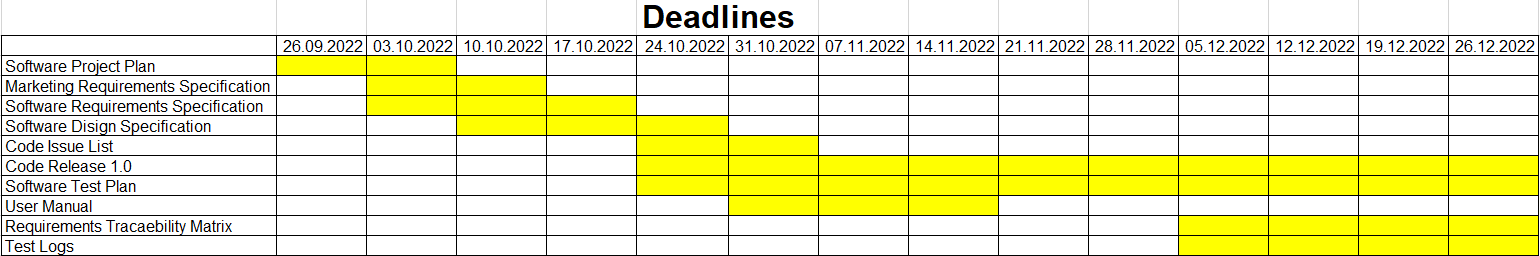 Deadlines
26.09.2022 03.10.2022 10.10.2022 17.10.2022 24.10.2022 31.10.2022 07.11.2022 14.11.2022 21.11.2022 28.11.2022 05.12.2022 12.12.2022 19.12.2022 26.12.2022
Software Project Plan
Marketing Requirements Specification
Software Requirements Specification
Software Disign Specification
Code Issue List
Code Release 1.0
Software Test Plan
User Manual
Requirements Tracaebility Matrix
Test Logs